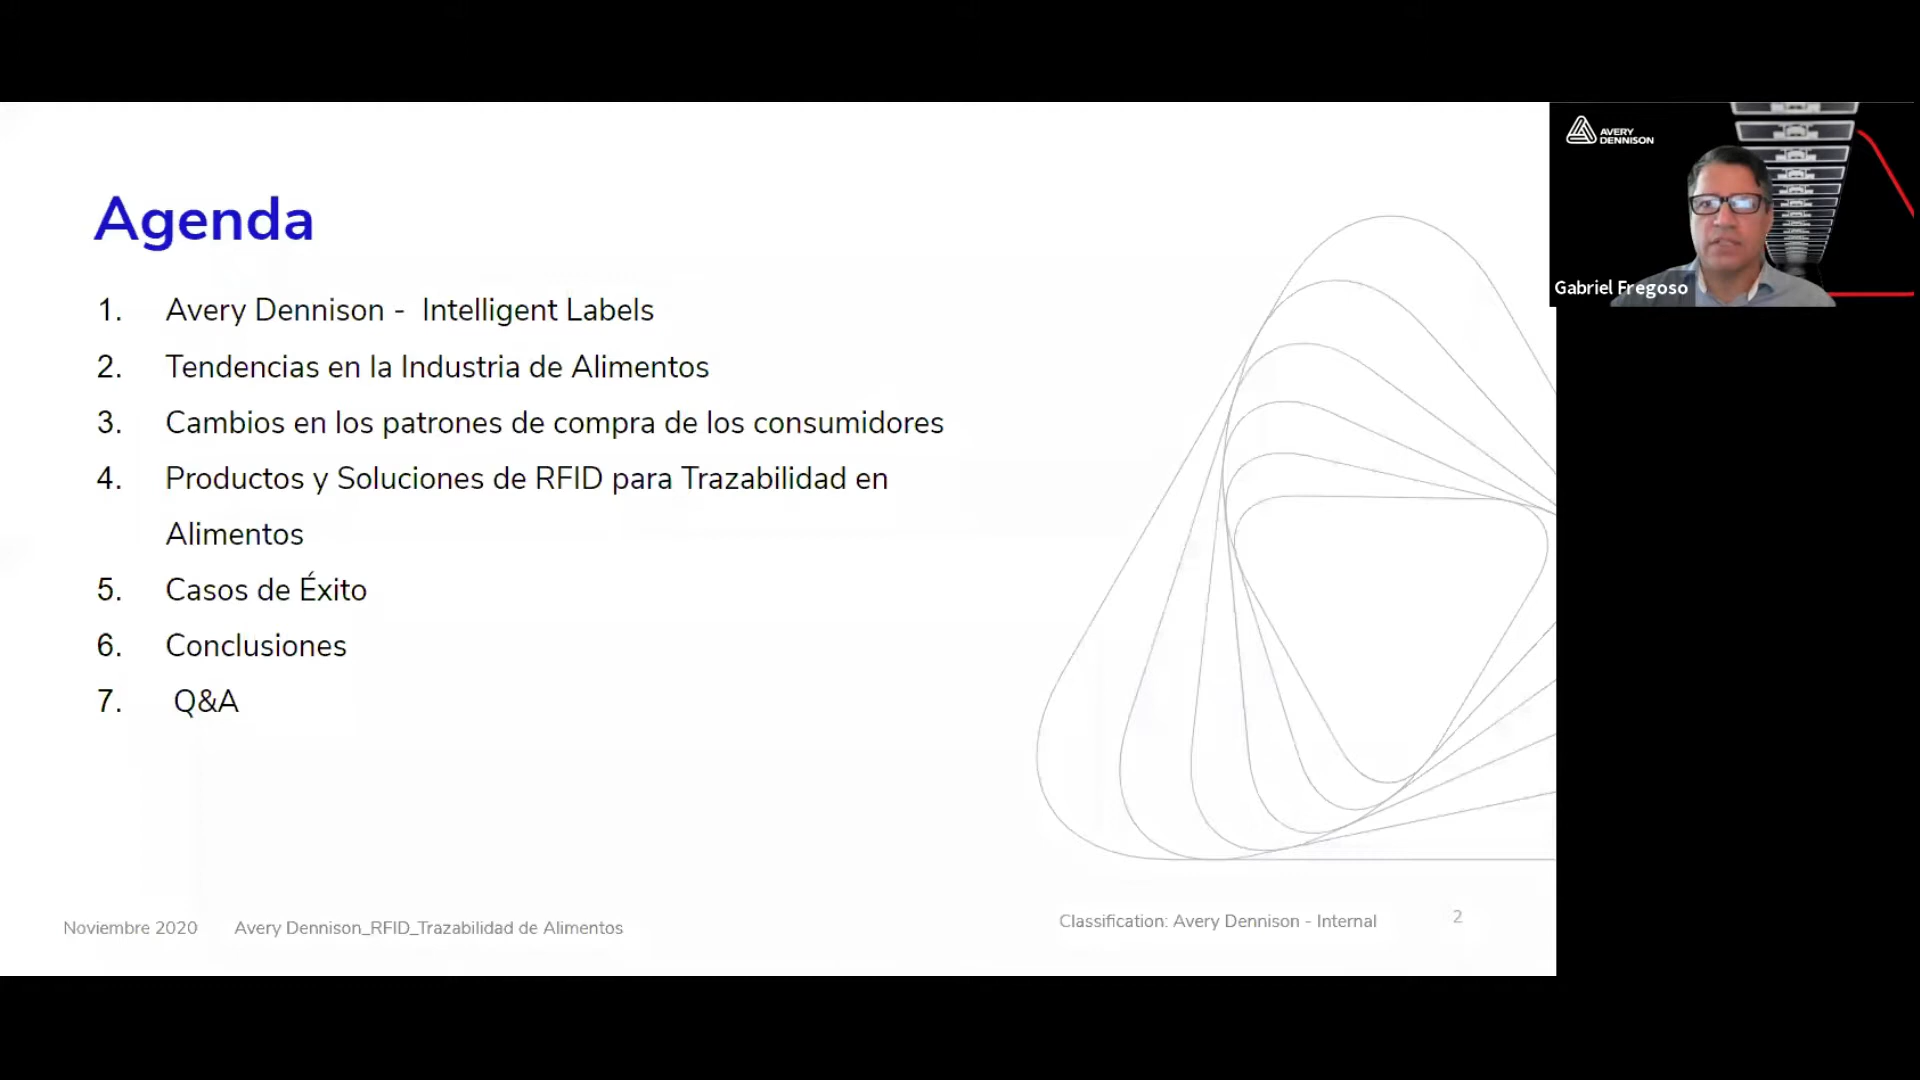 Agenda
1. Avery Dennison - Intelligent Labels
2. Tendencias en la Industria de Alimentos
3. Cambios en los patrones de compra de los consumidores
4. Productos y Soluciones de RFID para Trazabilidad en
Alimentos
5. Casos de Éxito
6. Conclusiones
7. Q&A
Noviembre 2020 Avery Dennison_RFID_Trazabilidad de Alimentos
Classification: Avery Dennison - Internal 2
AVERY
DENNISON
Gabriel Fregoso